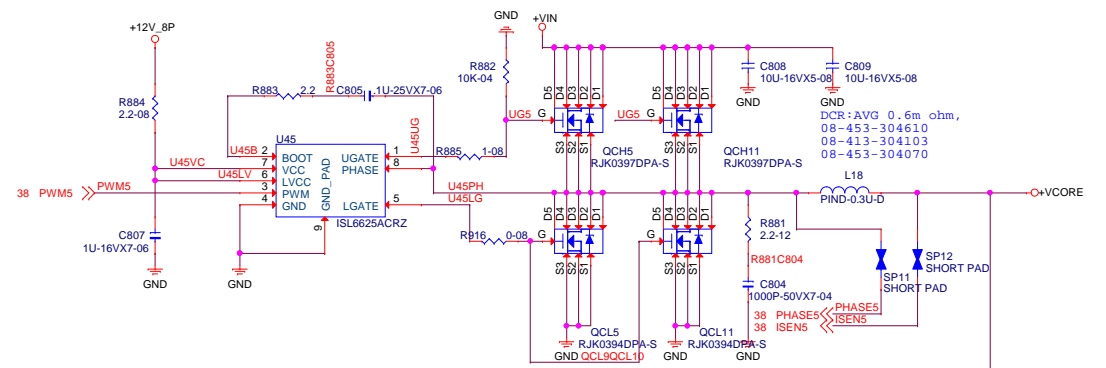 GND
+VIN
+12V_8P
R883
2.2
R883C805
C805
.1U-25VX7-06
R882
10K-04
C808
10U-16VX5-08
C809
10U-16VX5-08
GND
GND
R884
2.2-08
D5
D4
D3
D2
D1
UG5
G
S3
S2
S1
QCH5
RJK0397DPA-S
D5
D4
D3
D2
D1
UG5
G
S3
S2
S1
QCH11
RJK0397DPA-S
DCR:AVG 0.6m ohm,
08-453-304610
08-413-304103
08-453-304070
U45
U45B
U45VC
U45LV
2 BOOT
7 VCC
6 LVCC
3 PWM
4 GND
GND_PAD
9
UGATE 1
PHASE 8
LGATE 5
ISL6625ACRZ
U45UG
R885
1-08
38 PWM5
PWM5
U45PH
U45LG
R916
0-08
L18
PIND-0.3U-D
+VCORE
C807
1U-16VX7-06
GND
GND
D5
D4
D3
D2
D1
G
S3
S2
S1
QCL5
RJK0394DPA-S
GND
QCL9QCL10
D5
D4
D3
D2
D1
G
S3
S2
S1
QCL11
RJK0394DPA-S
GND
R881
2.2-12
R881C804
C804
1000P-50VX7-04
GND
SP11
SHORT PAD
SP12
SHORT PAD
38 PHASE5
PHASE5
38 ISEN5
ISEN5